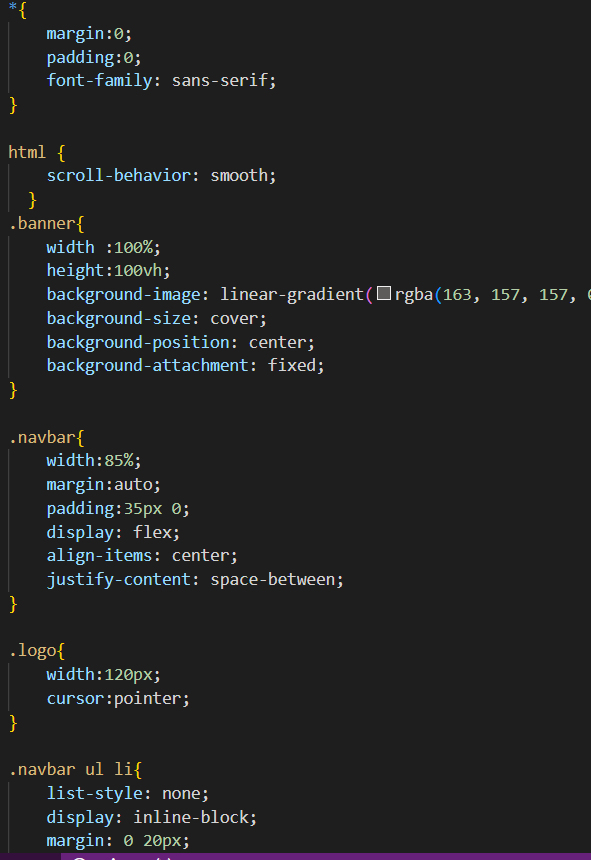 *{
margin:0;
padding:0;
font-family: sans-serif;
}
html {
scroll-behavior: smooth;
}
.banner{
width :100%;
height:100vh;
background-image: linear-gradient(rgba(163, 157, 157,
background-size: cover;
background-position: center;
background-attachment: fixed;
}
.navbar{
width:85%;
margin:auto;
padding:35px 0;
display: flex;
align-items: center;
justify-content: space-between;
}
.logo{
width:120px;
cursor:pointer;
}
.navbar ul li{
list-style: none;
display: inline-block;
margin: 0 20px;